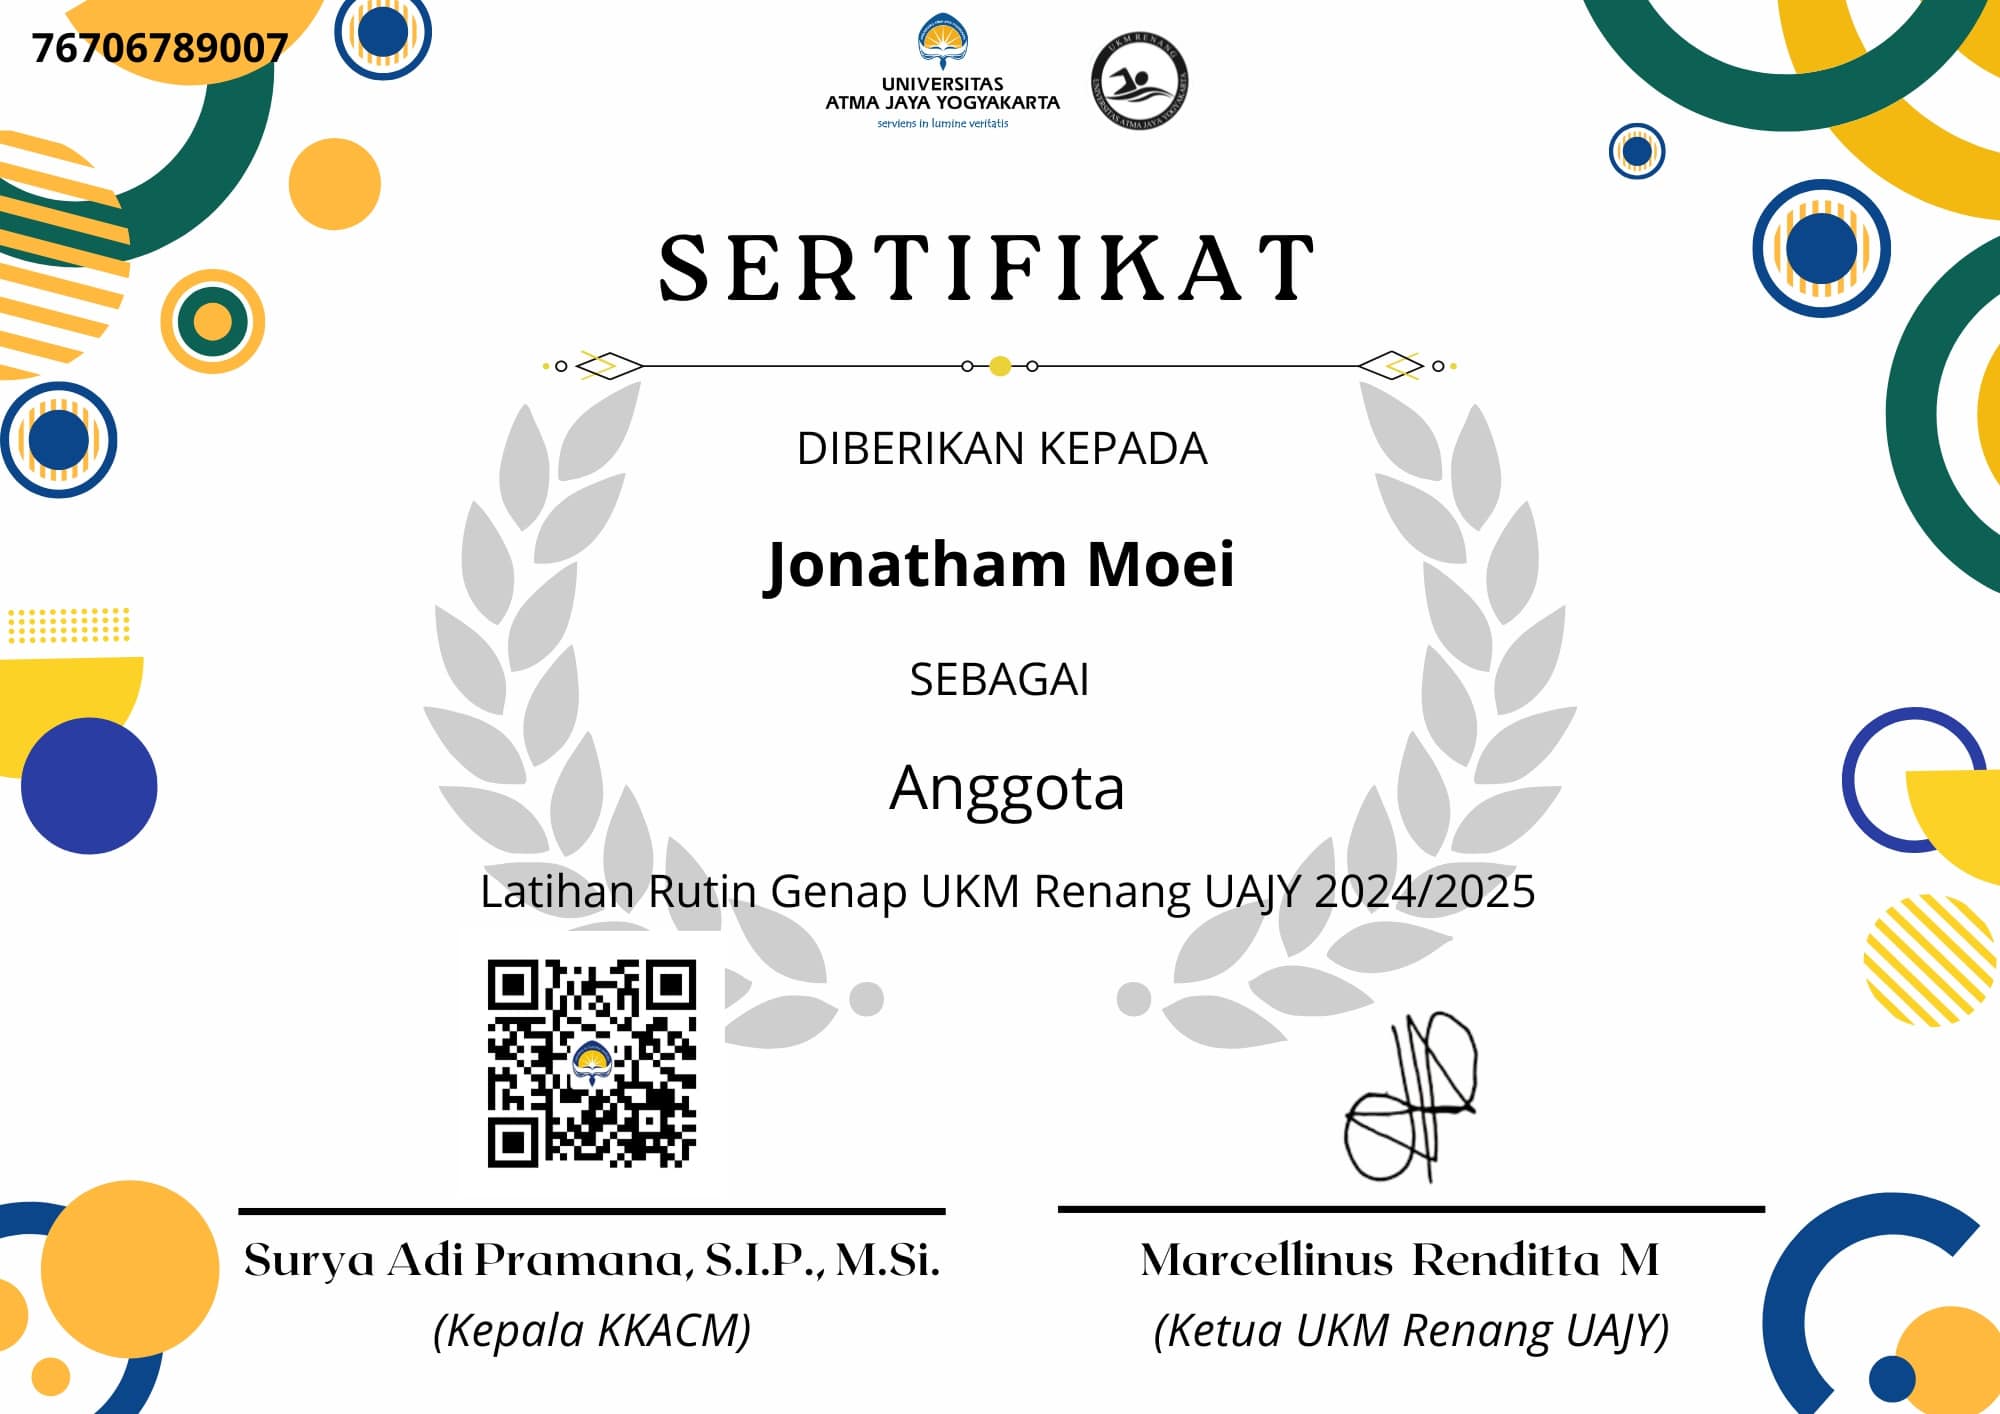 76706789007
UNIVERSITAS
ATMA JAYA YOGYAKARTA
serviens in lumine veritatis
UKM RENANG
UNIVERSITAS ATMA JAYA YOGYAKARTA
SERTIFIKAT
DIBERIKAN KEPADA
Jonatham Moei
SEBAGAI
Anggota
Latihan Rutin Genap UKM Renang UAJY 2024/2025
Surya Adi Pramana, S.I.P., M.Si.
(Kepala KKACM)
Marcellinus Renditta M
(Ketua UKM Renang UAJY)